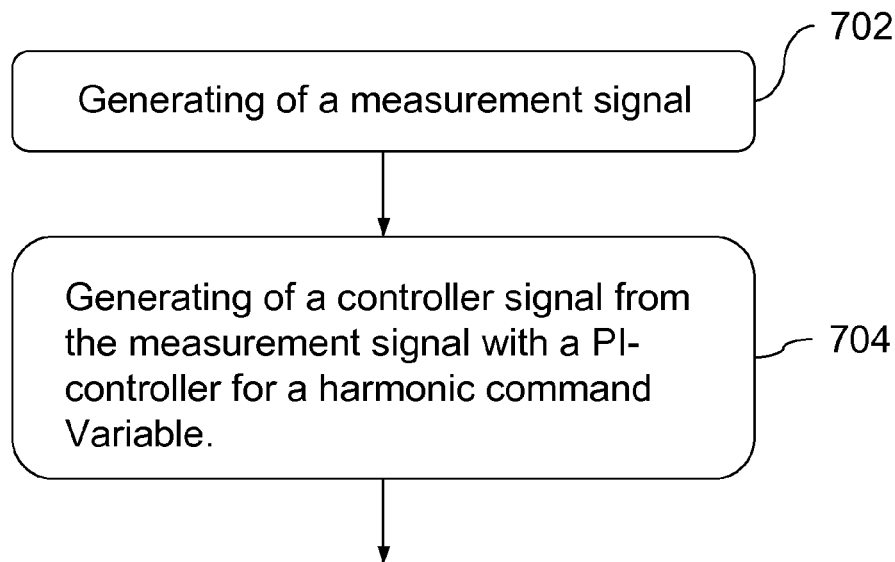 702
Generating of a measurement signal
Generating of a controller signal from
the measurement signal with a PI-
controller for a harmonic command
Variable.
704